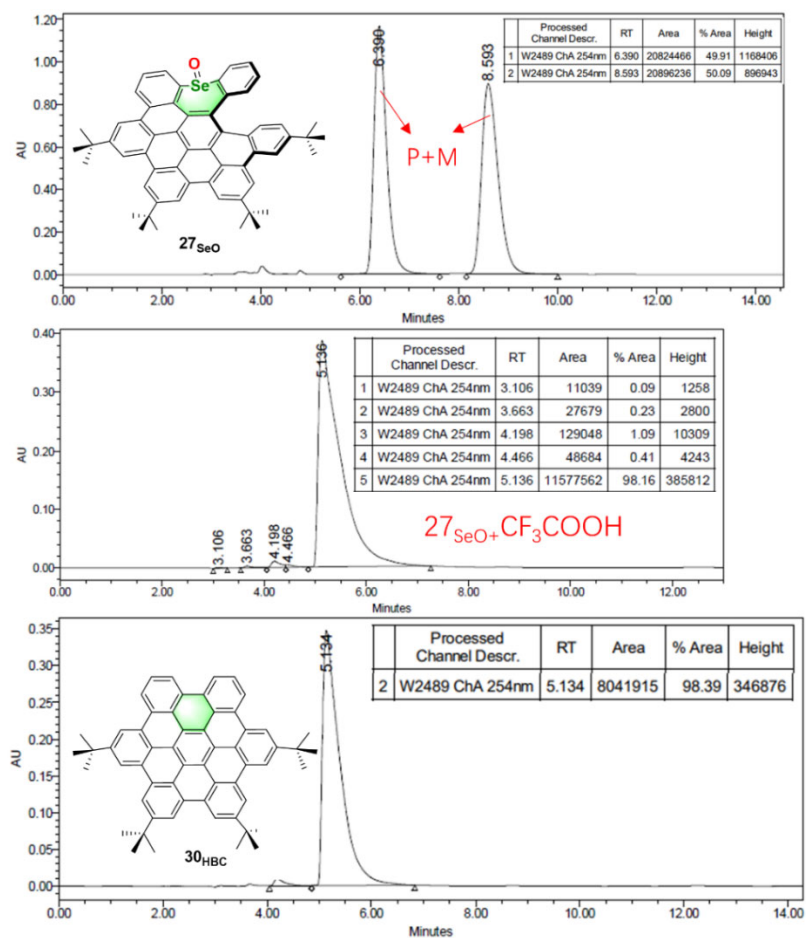 Processed Channel Descr. RT Area % Area Height
1 W2489 ChA 254nm 6.390 20824466 49.91 1168406
2 W2489 ChA 254nm 8.593 20896236 50.09 896943
6.390
8.593
P+M
O
Se
27SeO
AU
1.20
1.00
0.80
0.60
0.40
0.20
0.00
0.00 2.00 4.00 6.00 8.00 10.00 12.00 14.00
Minutes
Processed Channel Descr. RT Area % Area Height
1 W2489 ChA 254nm 3.106 11039 0.09 1258
2 W2489 ChA 254nm 3.663 27679 0.23 2800
3 W2489 ChA 254nm 4.198 129048 1.09 10309
4 W2489 ChA 254nm 4.466 48684 0.41 4243
5 W2489 ChA 254nm 5.136 11577562 98.16 385812
3.106
3.663
4.198
4.466
5.136
27SeO+CF3COOH
AU
0.40
0.30
0.20
0.10
0.00
0.00 2.00 4.00 6.00 8.00 10.00 12.00
Minutes
Processed Channel Descr. RT Area % Area Height
2 W2489 ChA 254nm 5.134 8041915 98.39 346876
5.134
30HBC
AU
0.35
0.30
0.25
0.20
0.15
0.10
0.05
0.00
0.00 2.00 4.00 6.00 8.00 10.00 12.00 14.00
Minutes